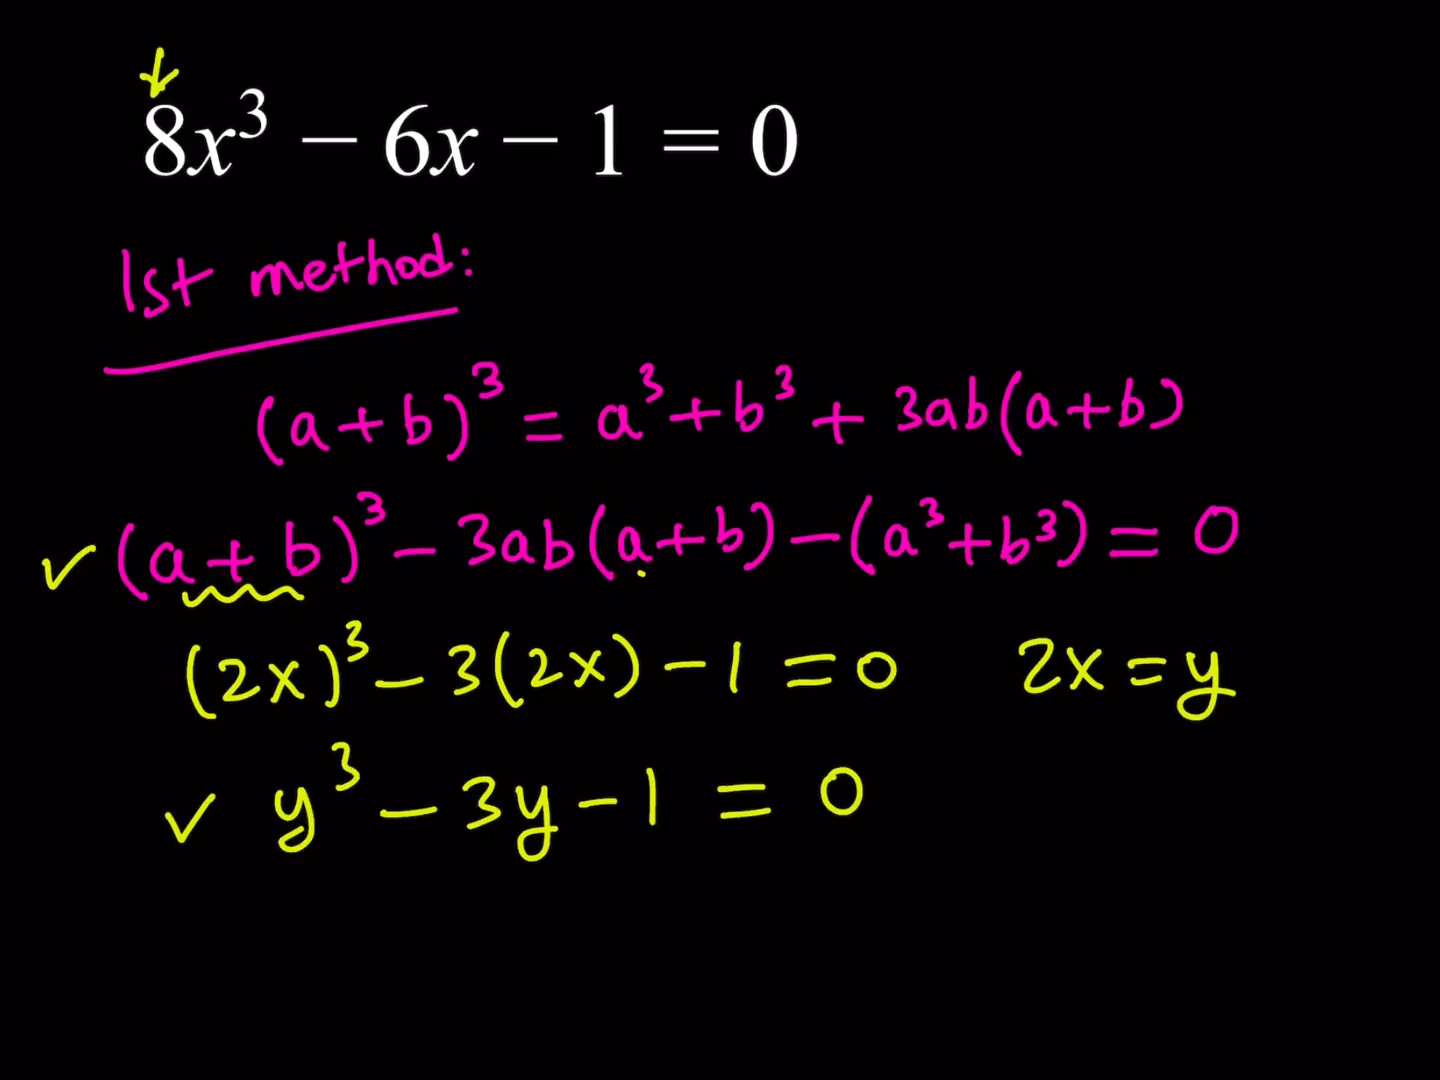 8x³ − 6x − 1 = 0
1st method:
(a+b)³ = a³+b³ + 3ab(a+b)
✓ (a+b)³ − 3ab(a+b) − (a³+b³) = 0
(2x)³ − 3(2x) − 1 = 0 2x = y
✓ y³ − 3y − 1 = 0